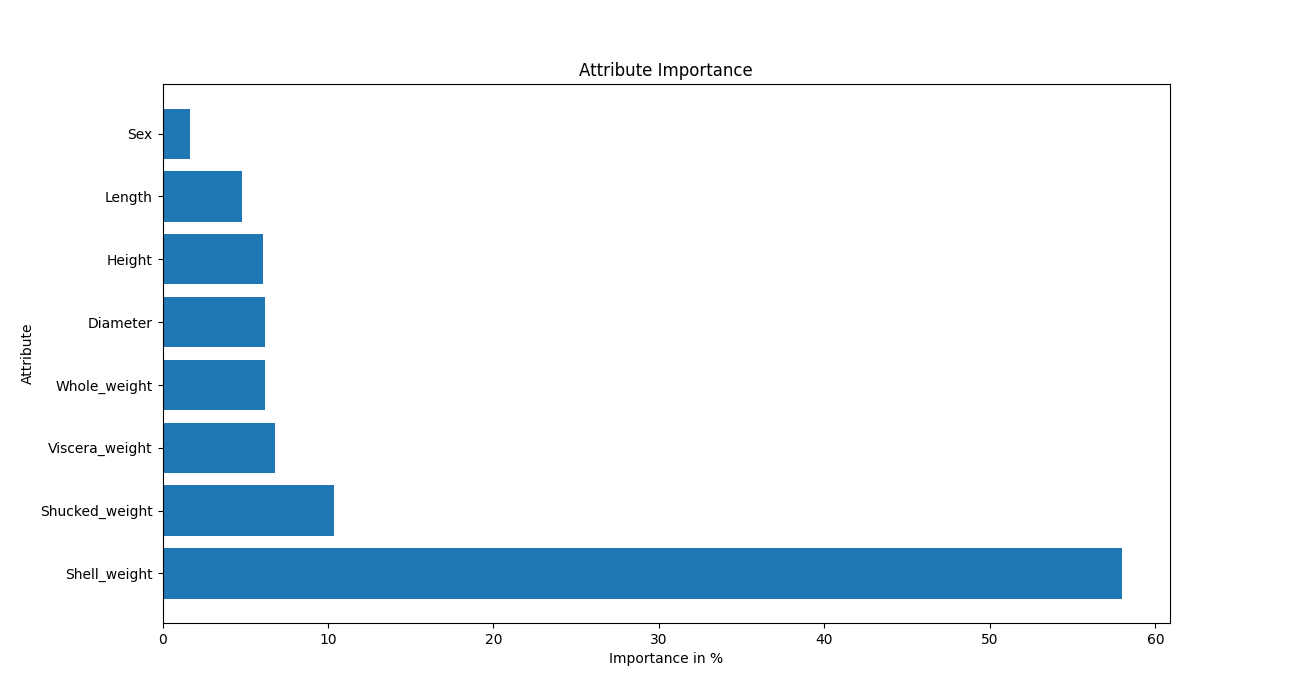 Attribute Importance
Attribute
Sex
Length
Height
Diameter
Whole_weight
Viscera_weight
Shucked_weight
Shell_weight
0 10 20 30 40 50 60
Importance in %